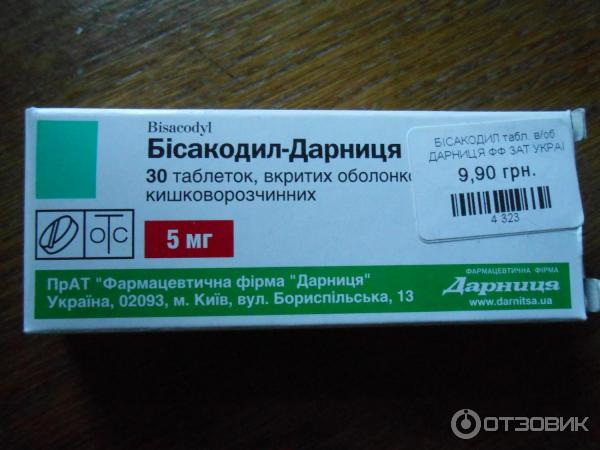 Bisacodyl
Бісакодил-Дарниця
30 таблеток, вкритих
кишковорозчинних
OTC
5 мг
БІСАКОДИЛ табл. в/об
ДАРНИЦЯ ФФ ЗАТ УКРАЇ
9,90 грн.
4 323
ПрАТ "Фармацевтична фірма "Дарниця"
Україна, 02093, м. Київ, вул. Бориспільська, 13
ФАРМАЦЕВТИЧНА ФІРМА
Дарниця
www.darnitsa.ua
ОТЗОВИК